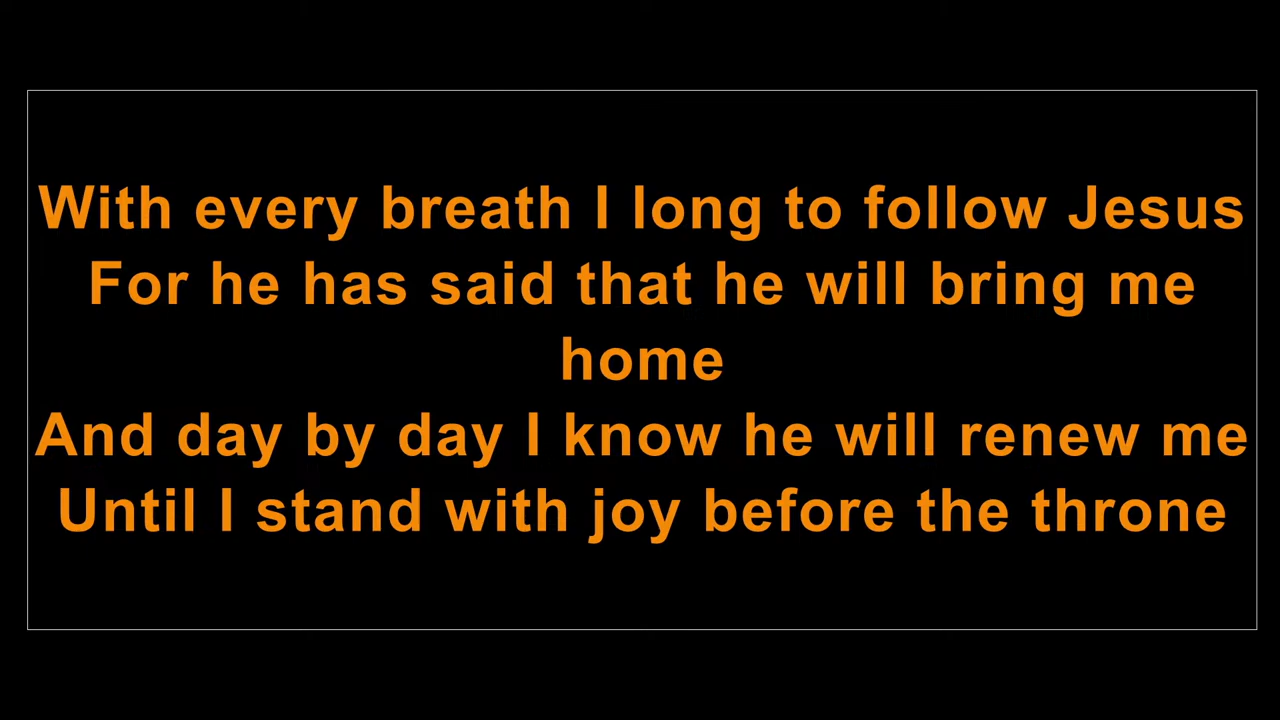 With every breath I long to follow Jesus
For he has said that he will bring me
home
And day by day I know he will renew me
Until I stand with joy before the throne